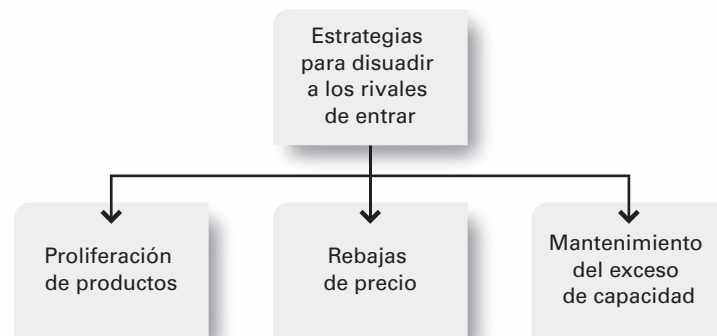 Estrategias
para disuadir
a los rivales
de entrar
Proliferación
de productos
Rebajas
de precio
Mantenimiento
del exceso
de capacidad